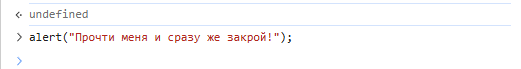 undefined
alert("Прочти меня и сразу же закрой!");